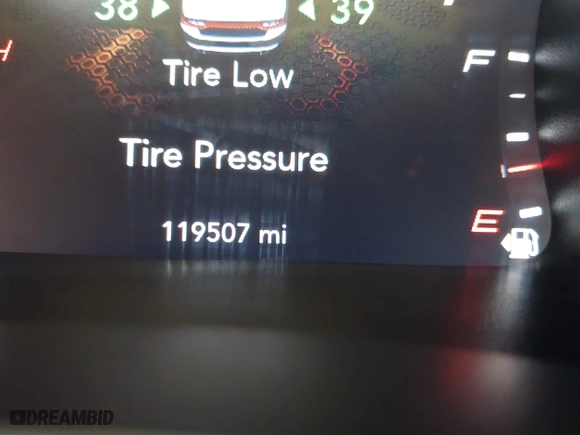 38 39
Tire Low
Tire Pressure
119507 mi
H
F
E
DREAMBID